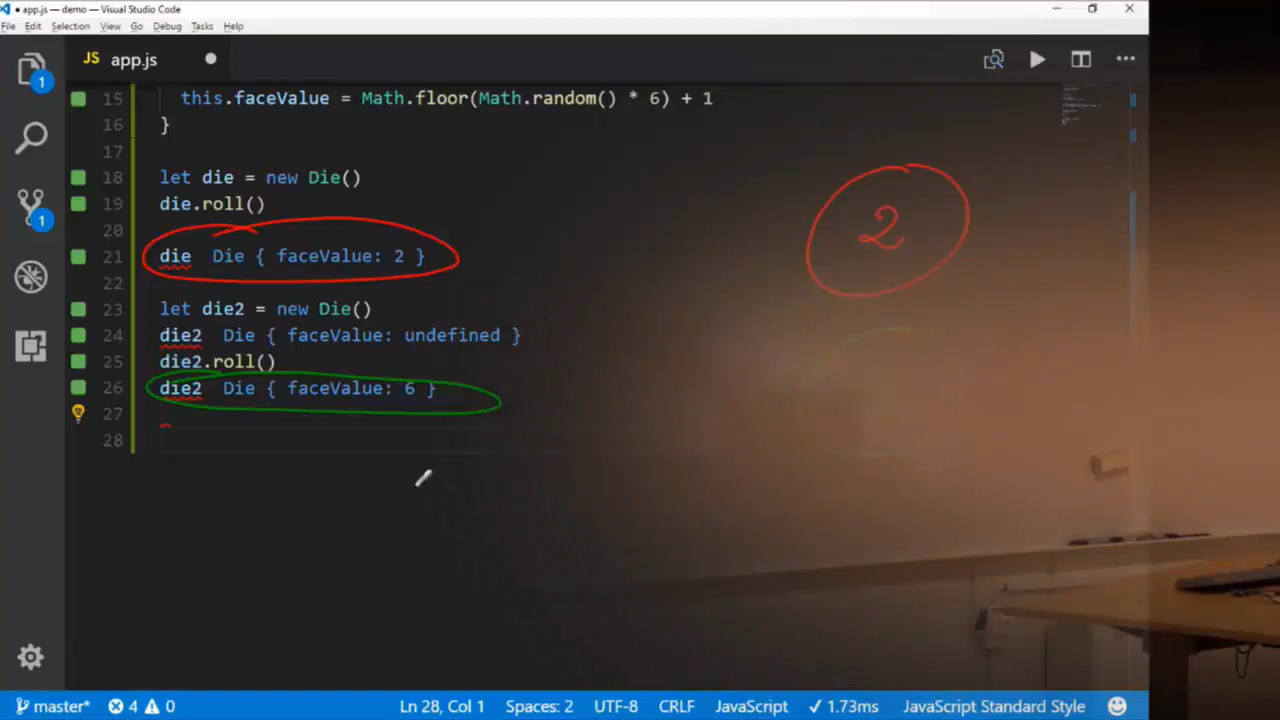 app.js — demo — Visual Studio Code
File Edit Selection View Go Debug Tasks Help
JS app.js
1
15 this.faceValue = Math.floor(Math.random() * 6) + 1
16 }
17
18 let die = new Die()
19 die.roll()
20
21 die Die { faceValue: 2 }
22
23 let die2 = new Die()
24 die2 Die { faceValue: undefined }
25 die2.roll()
26 die2 Die { faceValue: 6 }
27
28
1
2
master* 4 0 Ln 28, Col 1 Spaces: 2 UTF-8 CRLF JavaScript ✓ 1.73ms JavaScript Standard Style